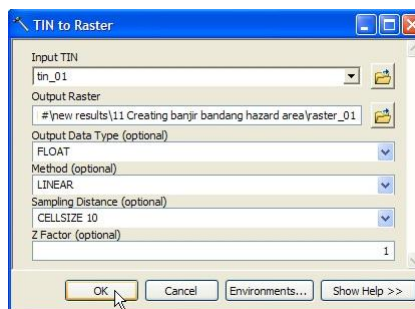 TIN to Raster
Input TIN
tin_01
Output Raster
#\new results\11 Creating banjir bandang hazard area\raster_01
Output Data Type (optional)
FLOAT
Method (optional)
LINEAR
Sampling Distance (optional)
CELLSIZE 10
Z Factor (optional)
1
OK Cancel Environments... Show Help >>